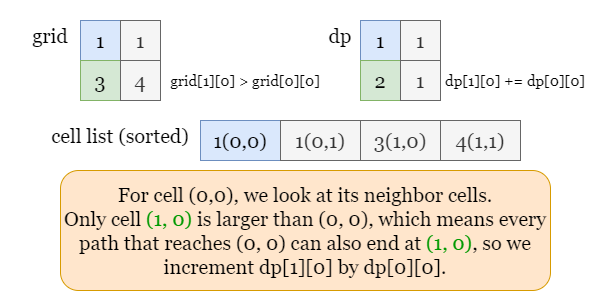 grid
1 1
3 4
grid[1][0] > grid[0][0]
dp
1 1
2 1
dp[1][0] += dp[0][0]
cell list (sorted)
1(0,0) 1(0,1) 3(1,0) 4(1,1)
For cell (0,0), we look at its neighbor cells.
Only cell (1, 0) is larger than (0, 0), which means every
path that reaches (0, 0) can also end at (1, 0), so we
increment dp[1][0] by dp[0][0].